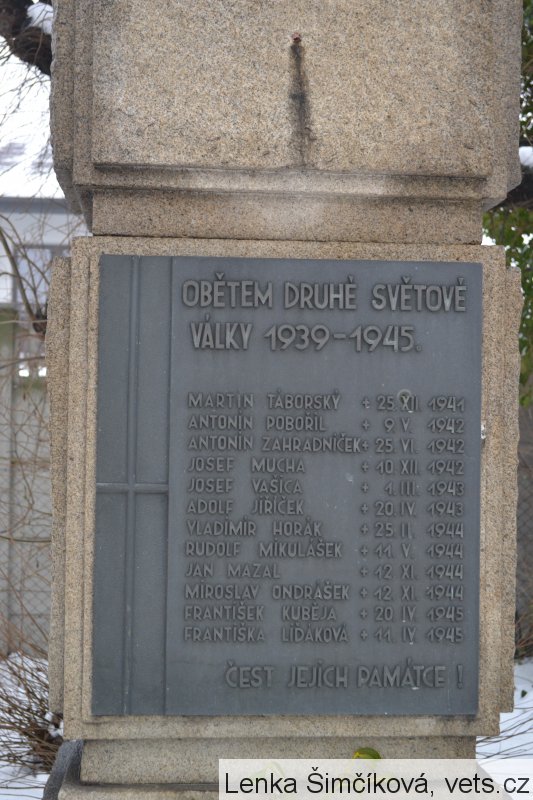 OBĚTEM DRUHÉ SVĚTOVÉ
VÁLKY 1939-1945.
MARTIN TÁBORSKÝ + 25. XII. 1941
ANTONÍN POBOŘIL + 9. V. 1942
ANTONÍN ZAHRADNÍČEK + 25. VI. 1942
JOSEF MUCHA + 10. XII. 1942
JOSEF VAŠICA + 1. III. 1943
ADOLF JÍŘÍČEK + 20. IV. 1943
VLADIMÍR HORÁK + 25. II. 1944
RUDOLF MIKULÁŠEK + 11. V. 1944
JAN MAZAL + 12. XI. 1944
MIROSLAV ONDRÁŠEK + 12. XI. 1944
FRANTIŠEK KUBĚJA + 20. IV. 1945
FRANTIŠKA LIĎÁKOVÁ + 11. IV. 1945
ČEST JEJICH PAMÁTCE !
Lenka Šimčíková, vets.cz